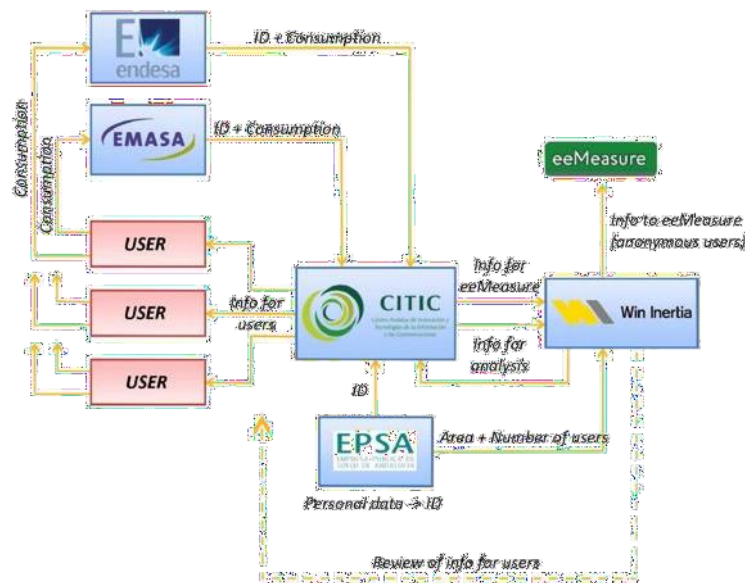 endesa
ID + Consumption
EMASA
ID + Consumption
Consumption
Consumption
eeMeasure
Info to eeMeasure
(anonymous users)
USER
USER
USER
Info for
users
CITIC
Info for
eeMeasure
Win Inertia
Info for
analysis
ID
EPSA
Area + Number of users
Personal data -> ID
Review of info for users